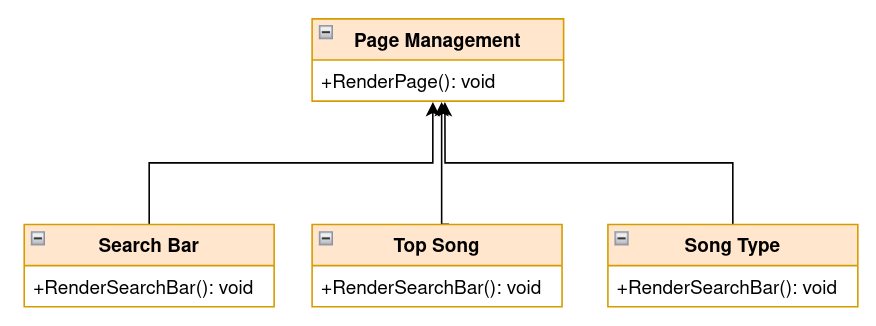 Page Management
+RenderPage(): void
Search Bar
+RenderSearchBar(): void
Top Song
+RenderSearchBar(): void
Song Type
+RenderSearchBar(): void